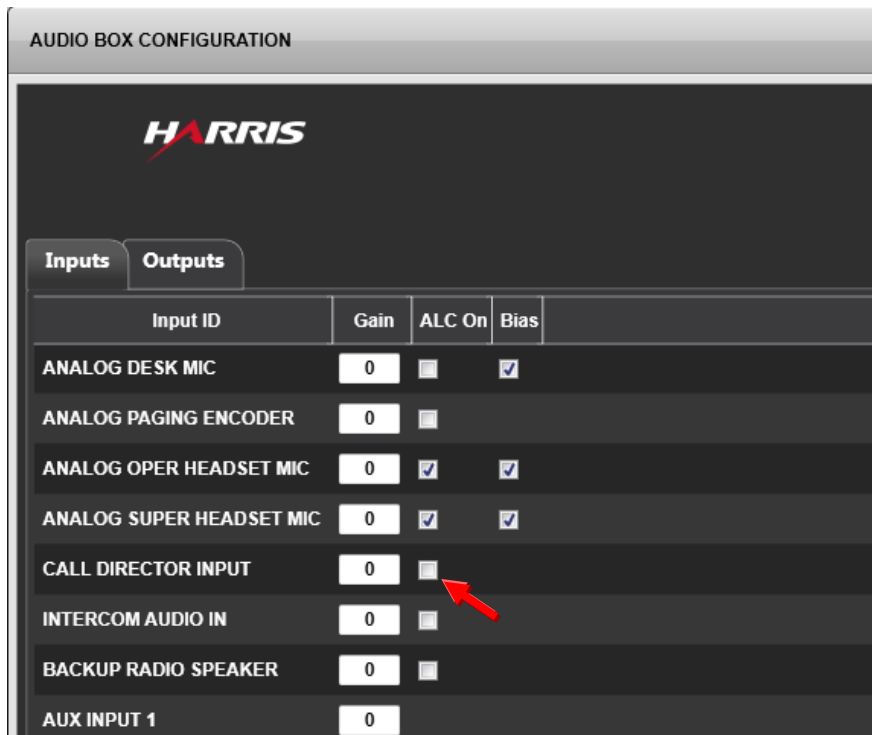 AUDIO BOX CONFIGURATION
HARRIS
Inputs Outputs
Input ID Gain ALC On Bias
ANALOG DESK MIC 0
ANALOG PAGING ENCODER 0
ANALOG OPER HEADSET MIC 0
ANALOG SUPER HEADSET MIC 0
CALL DIRECTOR INPUT 0
INTERCOM AUDIO IN 0
BACKUP RADIO SPEAKER 0
AUX INPUT 1 0